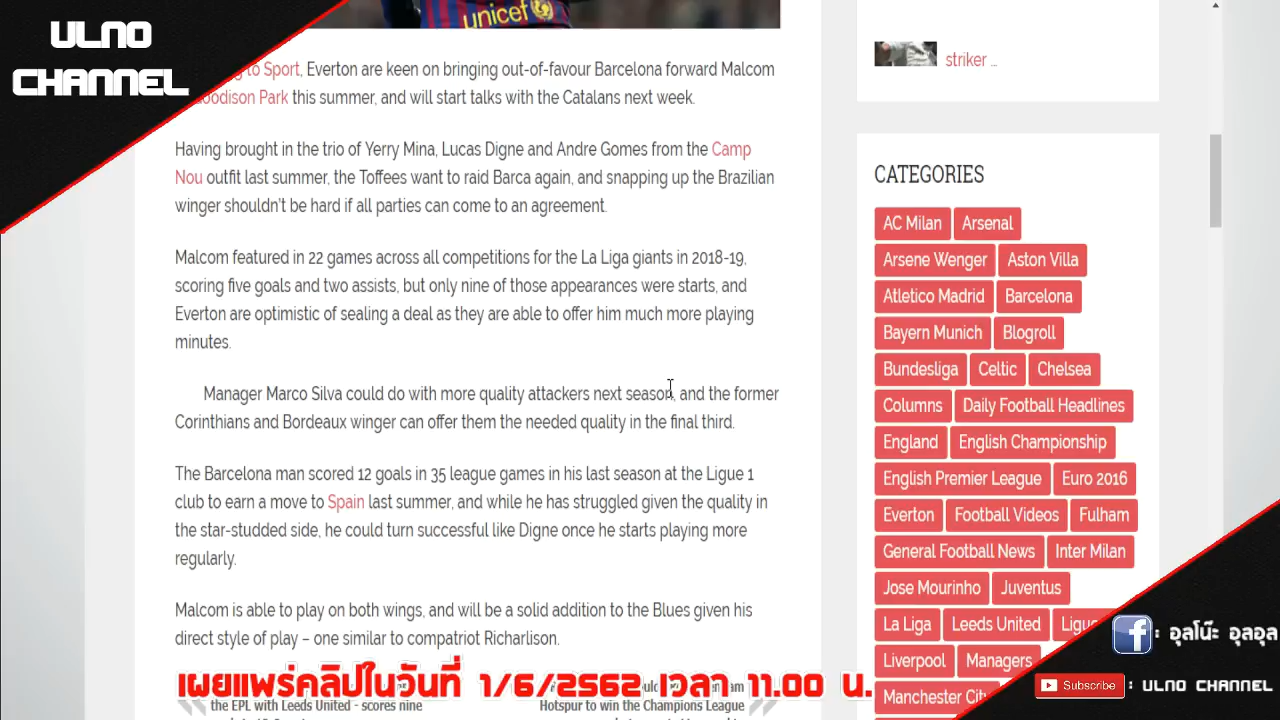 ULNO
CHANNEL
unicef
to Sport, Everton are keen on bringing out-of-favour Barcelona forward Malcom
oodison Park this summer, and will start talks with the Catalans next week.
Having brought in the trio of Yerry Mina, Lucas Digne and Andre Gomes from the Camp
Nou outfit last summer, the Toffees want to raid Barca again, and snapping up the Brazilian
winger shouldn't be hard if all parties can come to an agreement.
Malcom featured in 22 games across all competitions for the La Liga giants in 2018-19,
scoring five goals and two assists, but only nine of those appearances were starts, and
Everton are optimistic of sealing a deal as they are able to offer him much more playing
minutes.
Manager Marco Silva could do with more quality attackers next season, and the former
Corinthians and Bordeaux winger can offer them the needed quality in the final third.
The Barcelona man scored 12 goals in 35 league games in his last season at the Ligue 1
club to earn a move to Spain last summer, and while he has struggled given the quality in
the star-studded side, he could turn successful like Digne once he starts playing more
regularly.
Malcom is able to play on both wings, and will be a solid addition to the Blues given his
direct style of play – one similar to compatriot Richarlison.
the EPL with Leeds United - scores nine
Hotspur to win the Champions League
เผยแพร่คลิปในวันที่ 1/6/2562 เวลา 11.00 น.
striker ...
CATEGORIES
AC Milan Arsenal
Arsene Wenger Aston Villa
Atletico Madrid Barcelona
Bayern Munich Blogroll
Bundesliga Celtic Chelsea
Columns Daily Football Headlines
England English Championship
English Premier League Euro 2016
Everton Football Videos Fulham
General Football News Inter Milan
Jose Mourinho Juventus
La Liga Leeds United Ligu
Liverpool Managers
Manchester City
: อุลโน๊ะ อุลอุล
Subscribe : ULNO CHANNEL